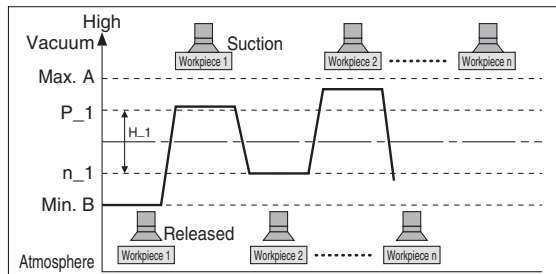 High
Vacuum
Workpiece 1 Suction Workpiece 2 Workpiece n
Max. A
P_1
H_1
n_1
Min. B
Released
Workpiece 1 Workpiece 2 Workpiece n
Atmosphere